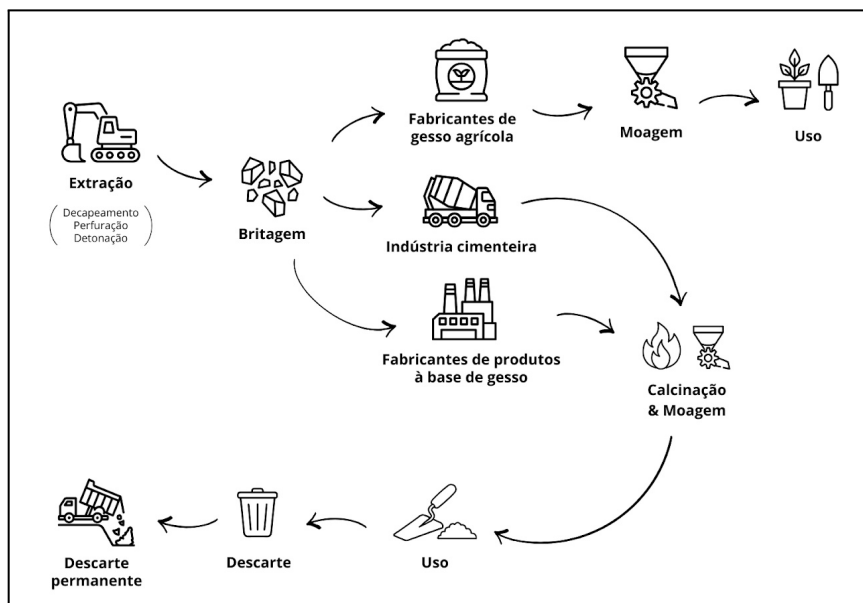 Extração
Decapeamento
Perfuração
Detonação
Britagem
Fabricantes de
gesso agrícola
Moagem
Uso
Indústria cimenteira
Fabricantes de produtos
à base de gesso
Calcinação
& Moagem
Uso
Descarte
Descarte
permanente